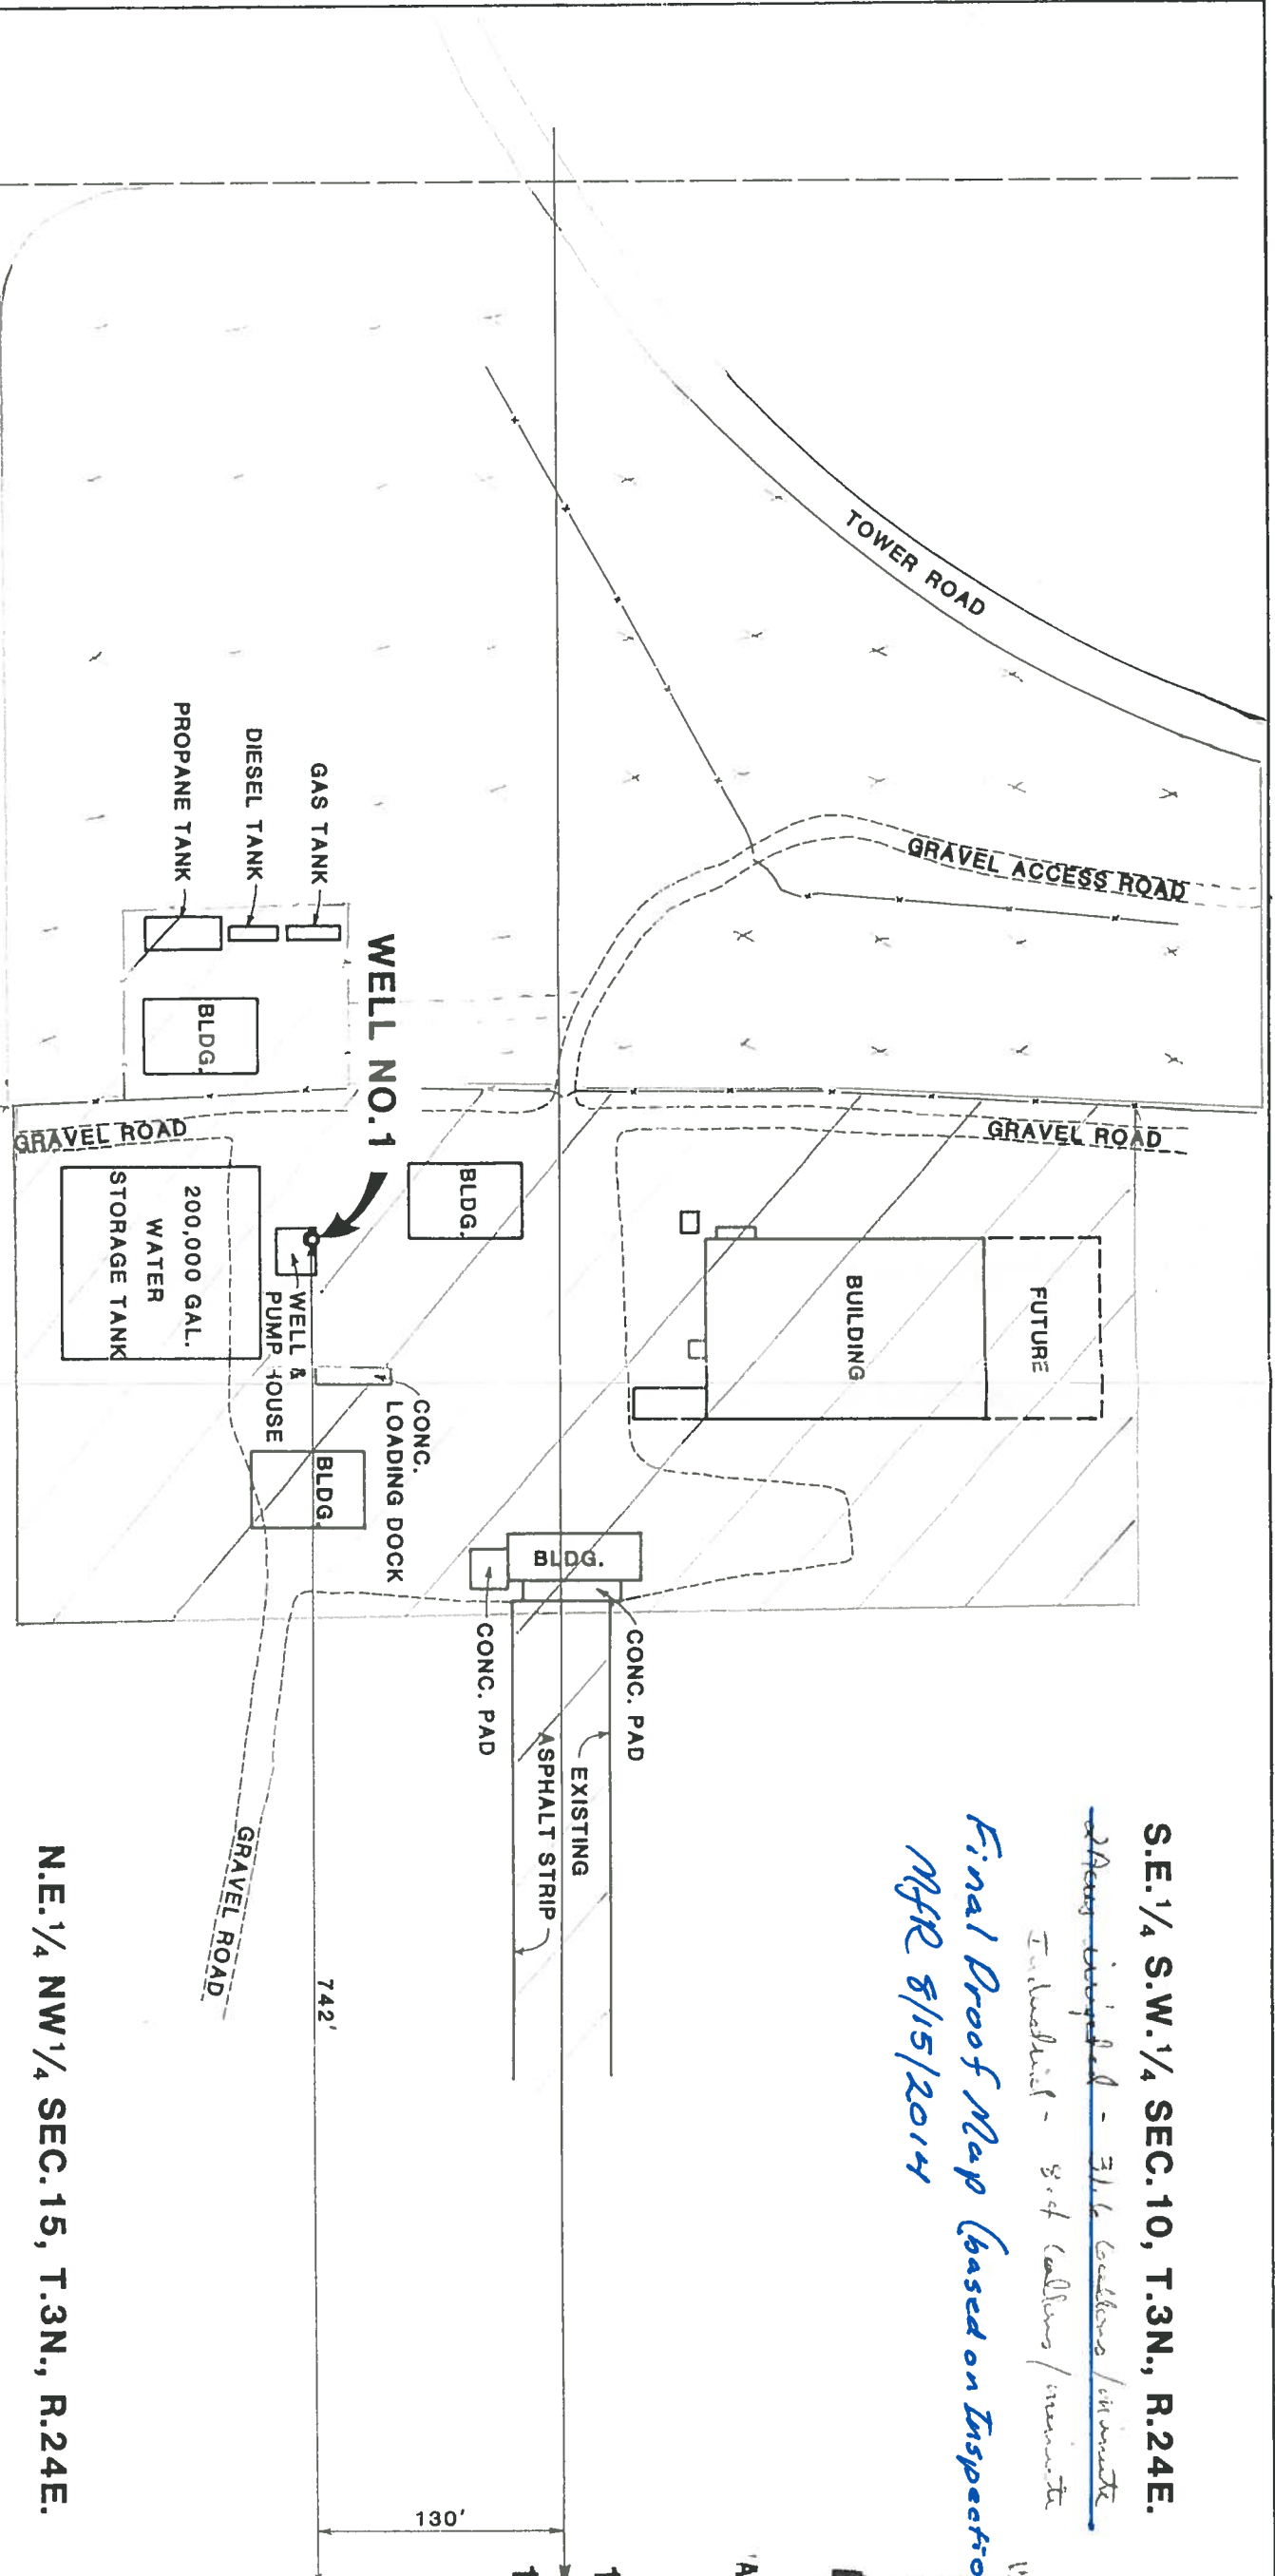 S.E.1/4 S.W.1/4 SEC.10, T.3N., R.24E.
Industrial - gallons/minute
Final Proof Map (based on Inspectio
MFR 8/15/2014
TOWER ROAD
GRAVEL ACCESS ROAD
GRAVEL ROAD
FUTURE
BUILDING
CONC. PAD
EXISTING
ASPHALT STRIP
BLDG.
CONC. PAD
BLDG.
CONC.
LOADING DOCK
WELL NO. 1
GAS TANK
DIESEL TANK
PROPANE TANK
BLDG.
BLDG.
WELL &
PUMP HOUSE
742'
130'
200,000 GAL.
WATER
STORAGE TANK
GRAVEL ROAD
GRAVEL ROAD
N.E.1/4 NW1/4 SEC.15, T.3N., R.24E.